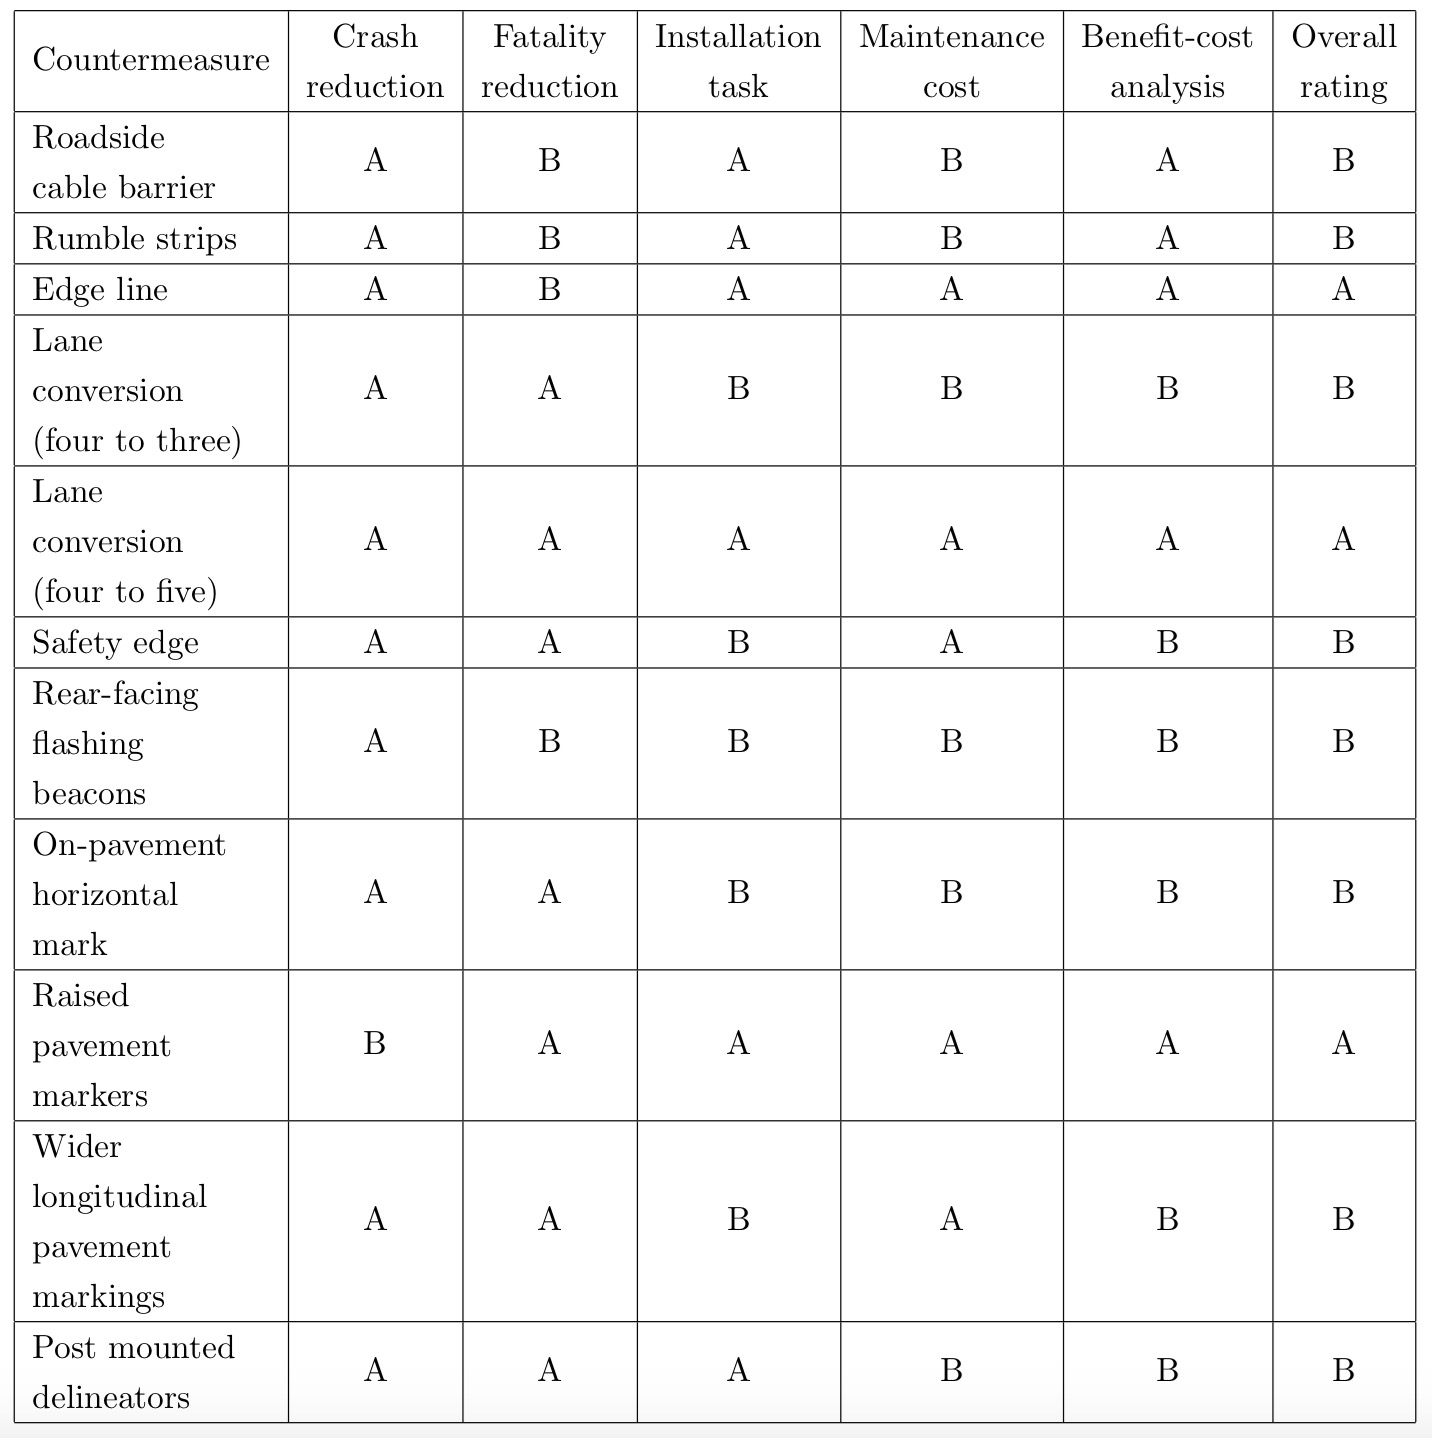 Countermeasure Crash reduction Fatality reduction Installation task Maintenance cost Benefit-cost analysis Overall rating
Roadside cable barrier A B A B A B
Rumble strips A B A B A B
Edge line A B A A A A
Lane conversion (four to three) A A B B B B
Lane conversion (four to five) A A A A A A
Safety edge A A B A B B
Rear-facing flashing beacons A B B B B B
On-pavement horizontal mark A A B B B B
Raised pavement markers B A A A A A
Wider longitudinal pavement markings A A B A B B
Post mounted delineators A A A B B B